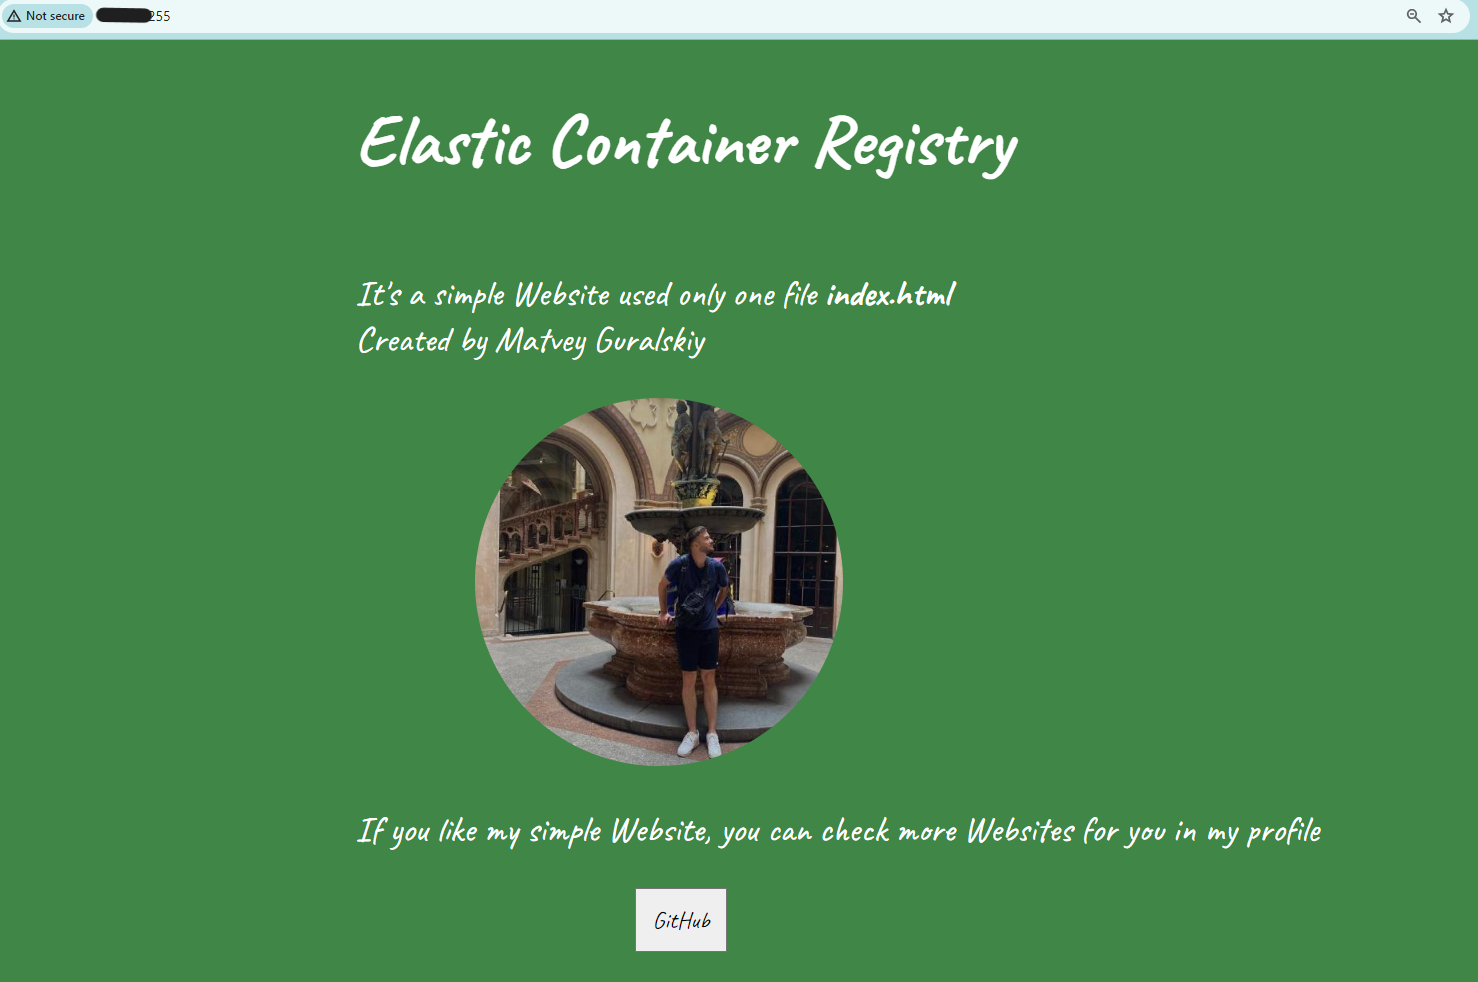 Not secure
255
Elastic Container Registry
It's a simple Website used only one file index.html
Created by Matvey Guralskiy
If you like my simple Website, you can check more Websites for you in my profile
GitHub